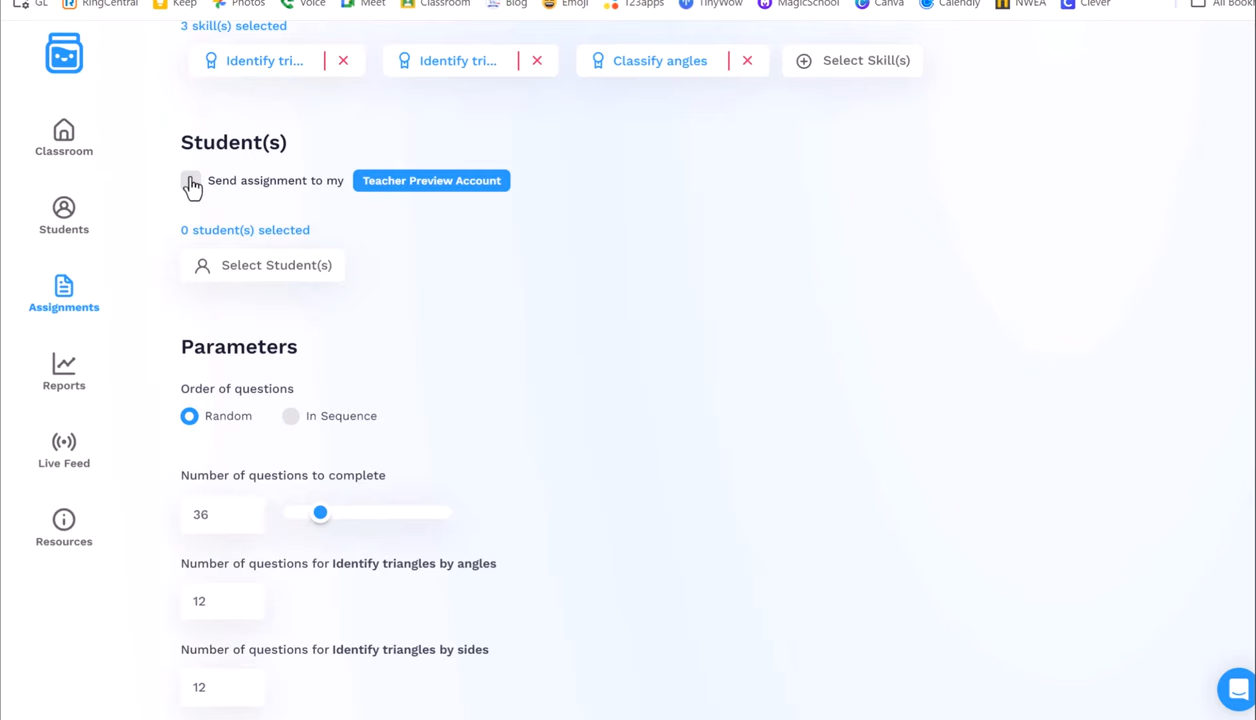 GL RingCentral Keep Photos Voice Meet Classroom Blog Emoji 123apps TinyWow MagicSchool Canva Calendly NWEA Clever All Bookr
3 skill(s) selected
Identify tri... Identify tri... Classify angles Select Skill(s)
Classroom
Student(s)
Send assignment to my Teacher Preview Account
Students
0 student(s) selected
Select Student(s)
Assignments
Parameters
Reports
Order of questions
Random In Sequence
Live Feed
Number of questions to complete
36
Resources
Number of questions for Identify triangles by angles
12
Number of questions for Identify triangles by sides
12